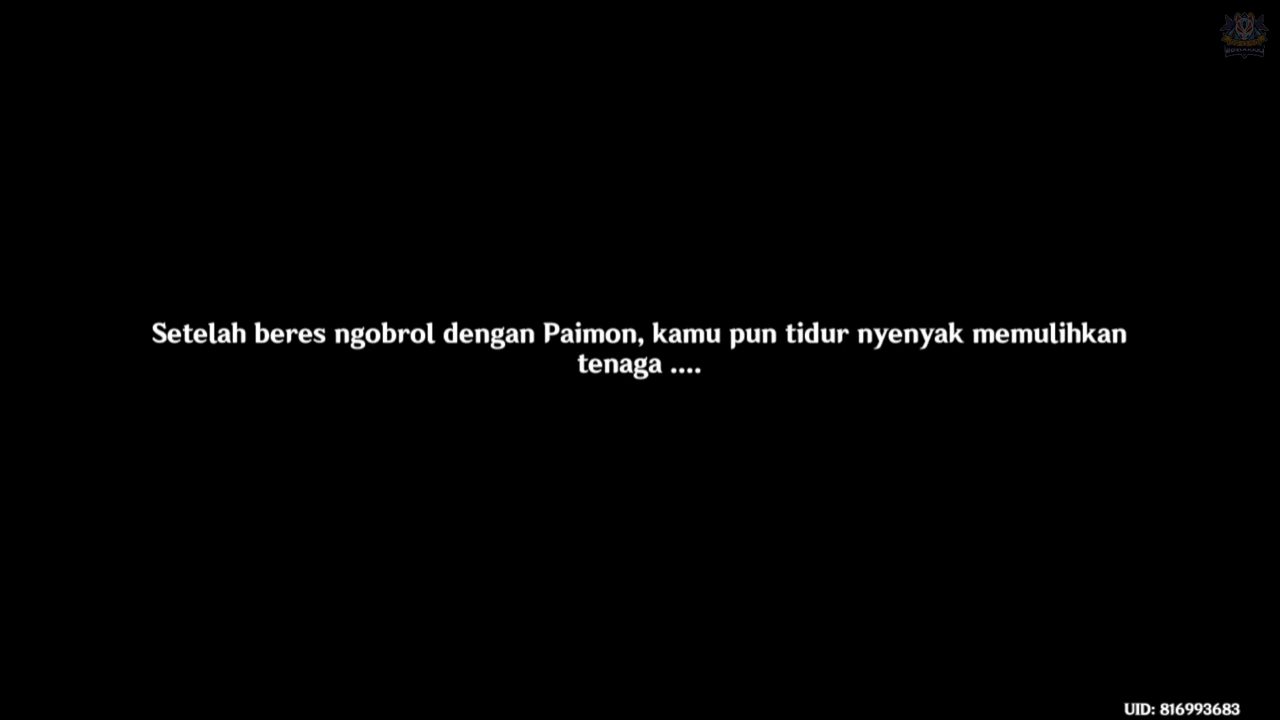 Setelah beres ngobrol dengan Paimon, kamu pun tidur nyenyak memulihkan
tenaga ....
UID: 816993683